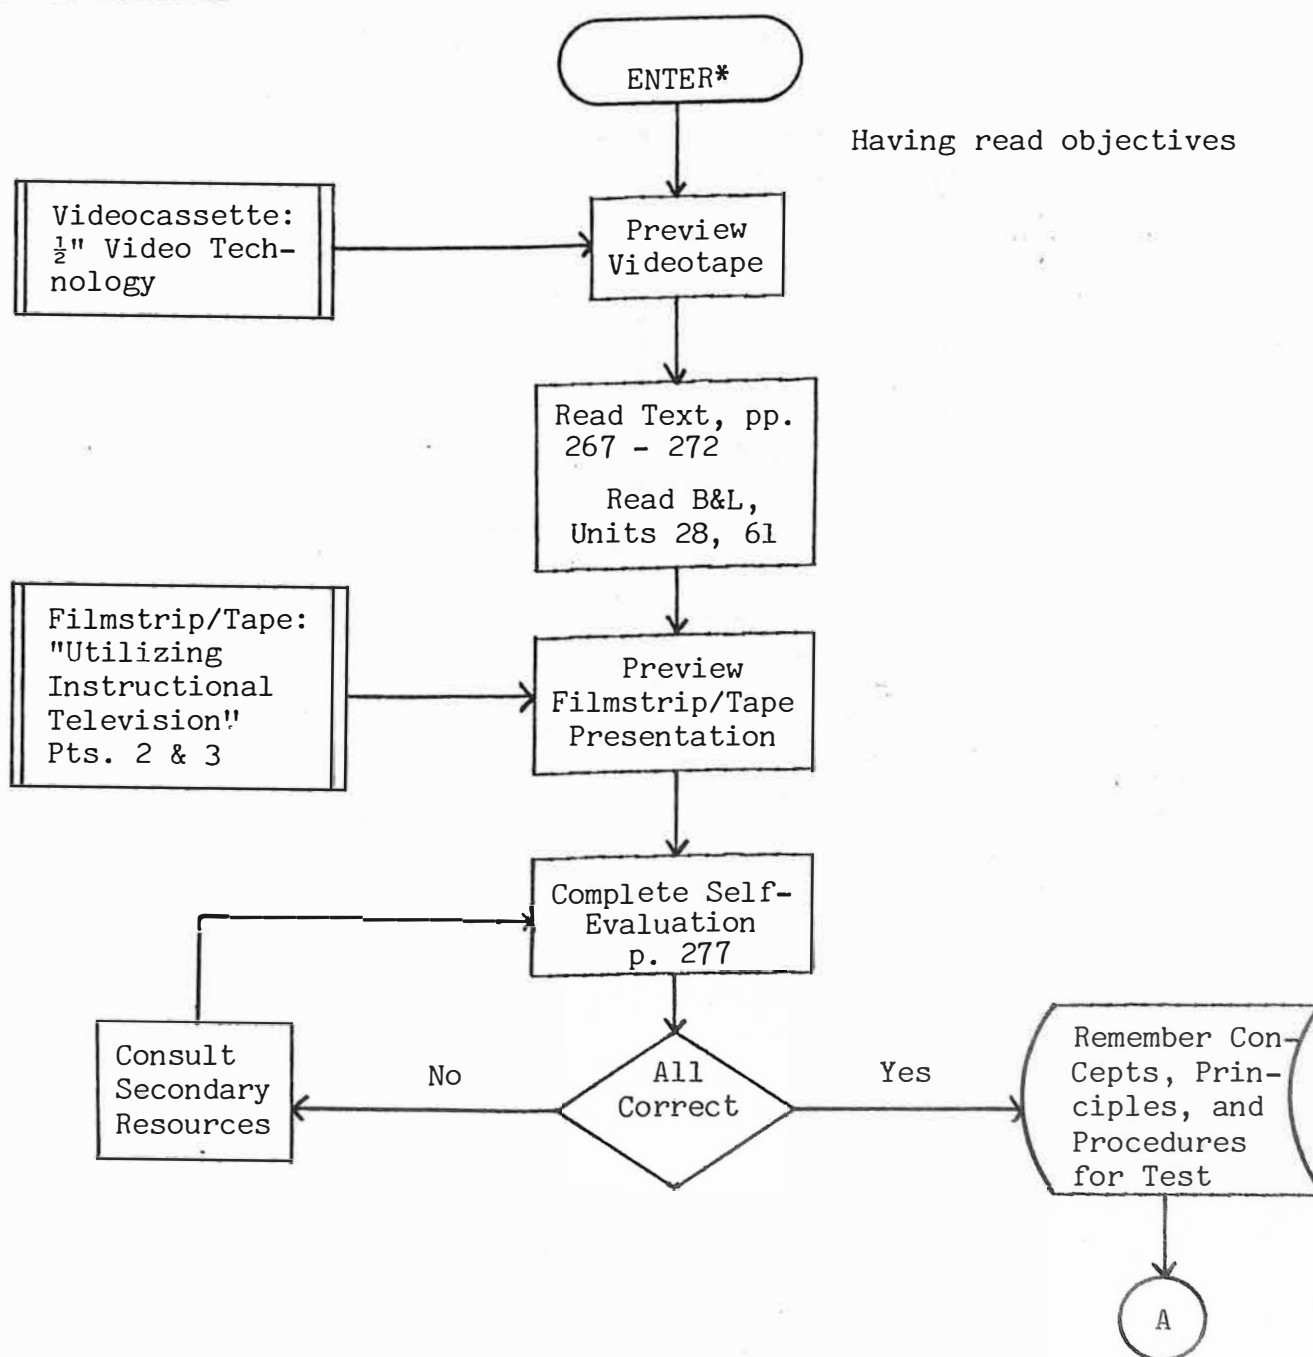 ENTER*
Having read objectives
Videocassette:
½" Video Tech-
nology
Preview
Videotape
Read Text, pp.
267 - 272
Read B&L,
Units 28, 61
Filmstrip/Tape:
"Utilizing
Instructional
Television"
Pts. 2 & 3
Preview
Filmstrip/Tape
Presentation
Complete Self-
Evaluation
p. 277
Consult
Secondary
Resources
No
All
Correct
Yes
Remember Con-
Cepts, Prin-
ciples, and
Procedures
for Test
A